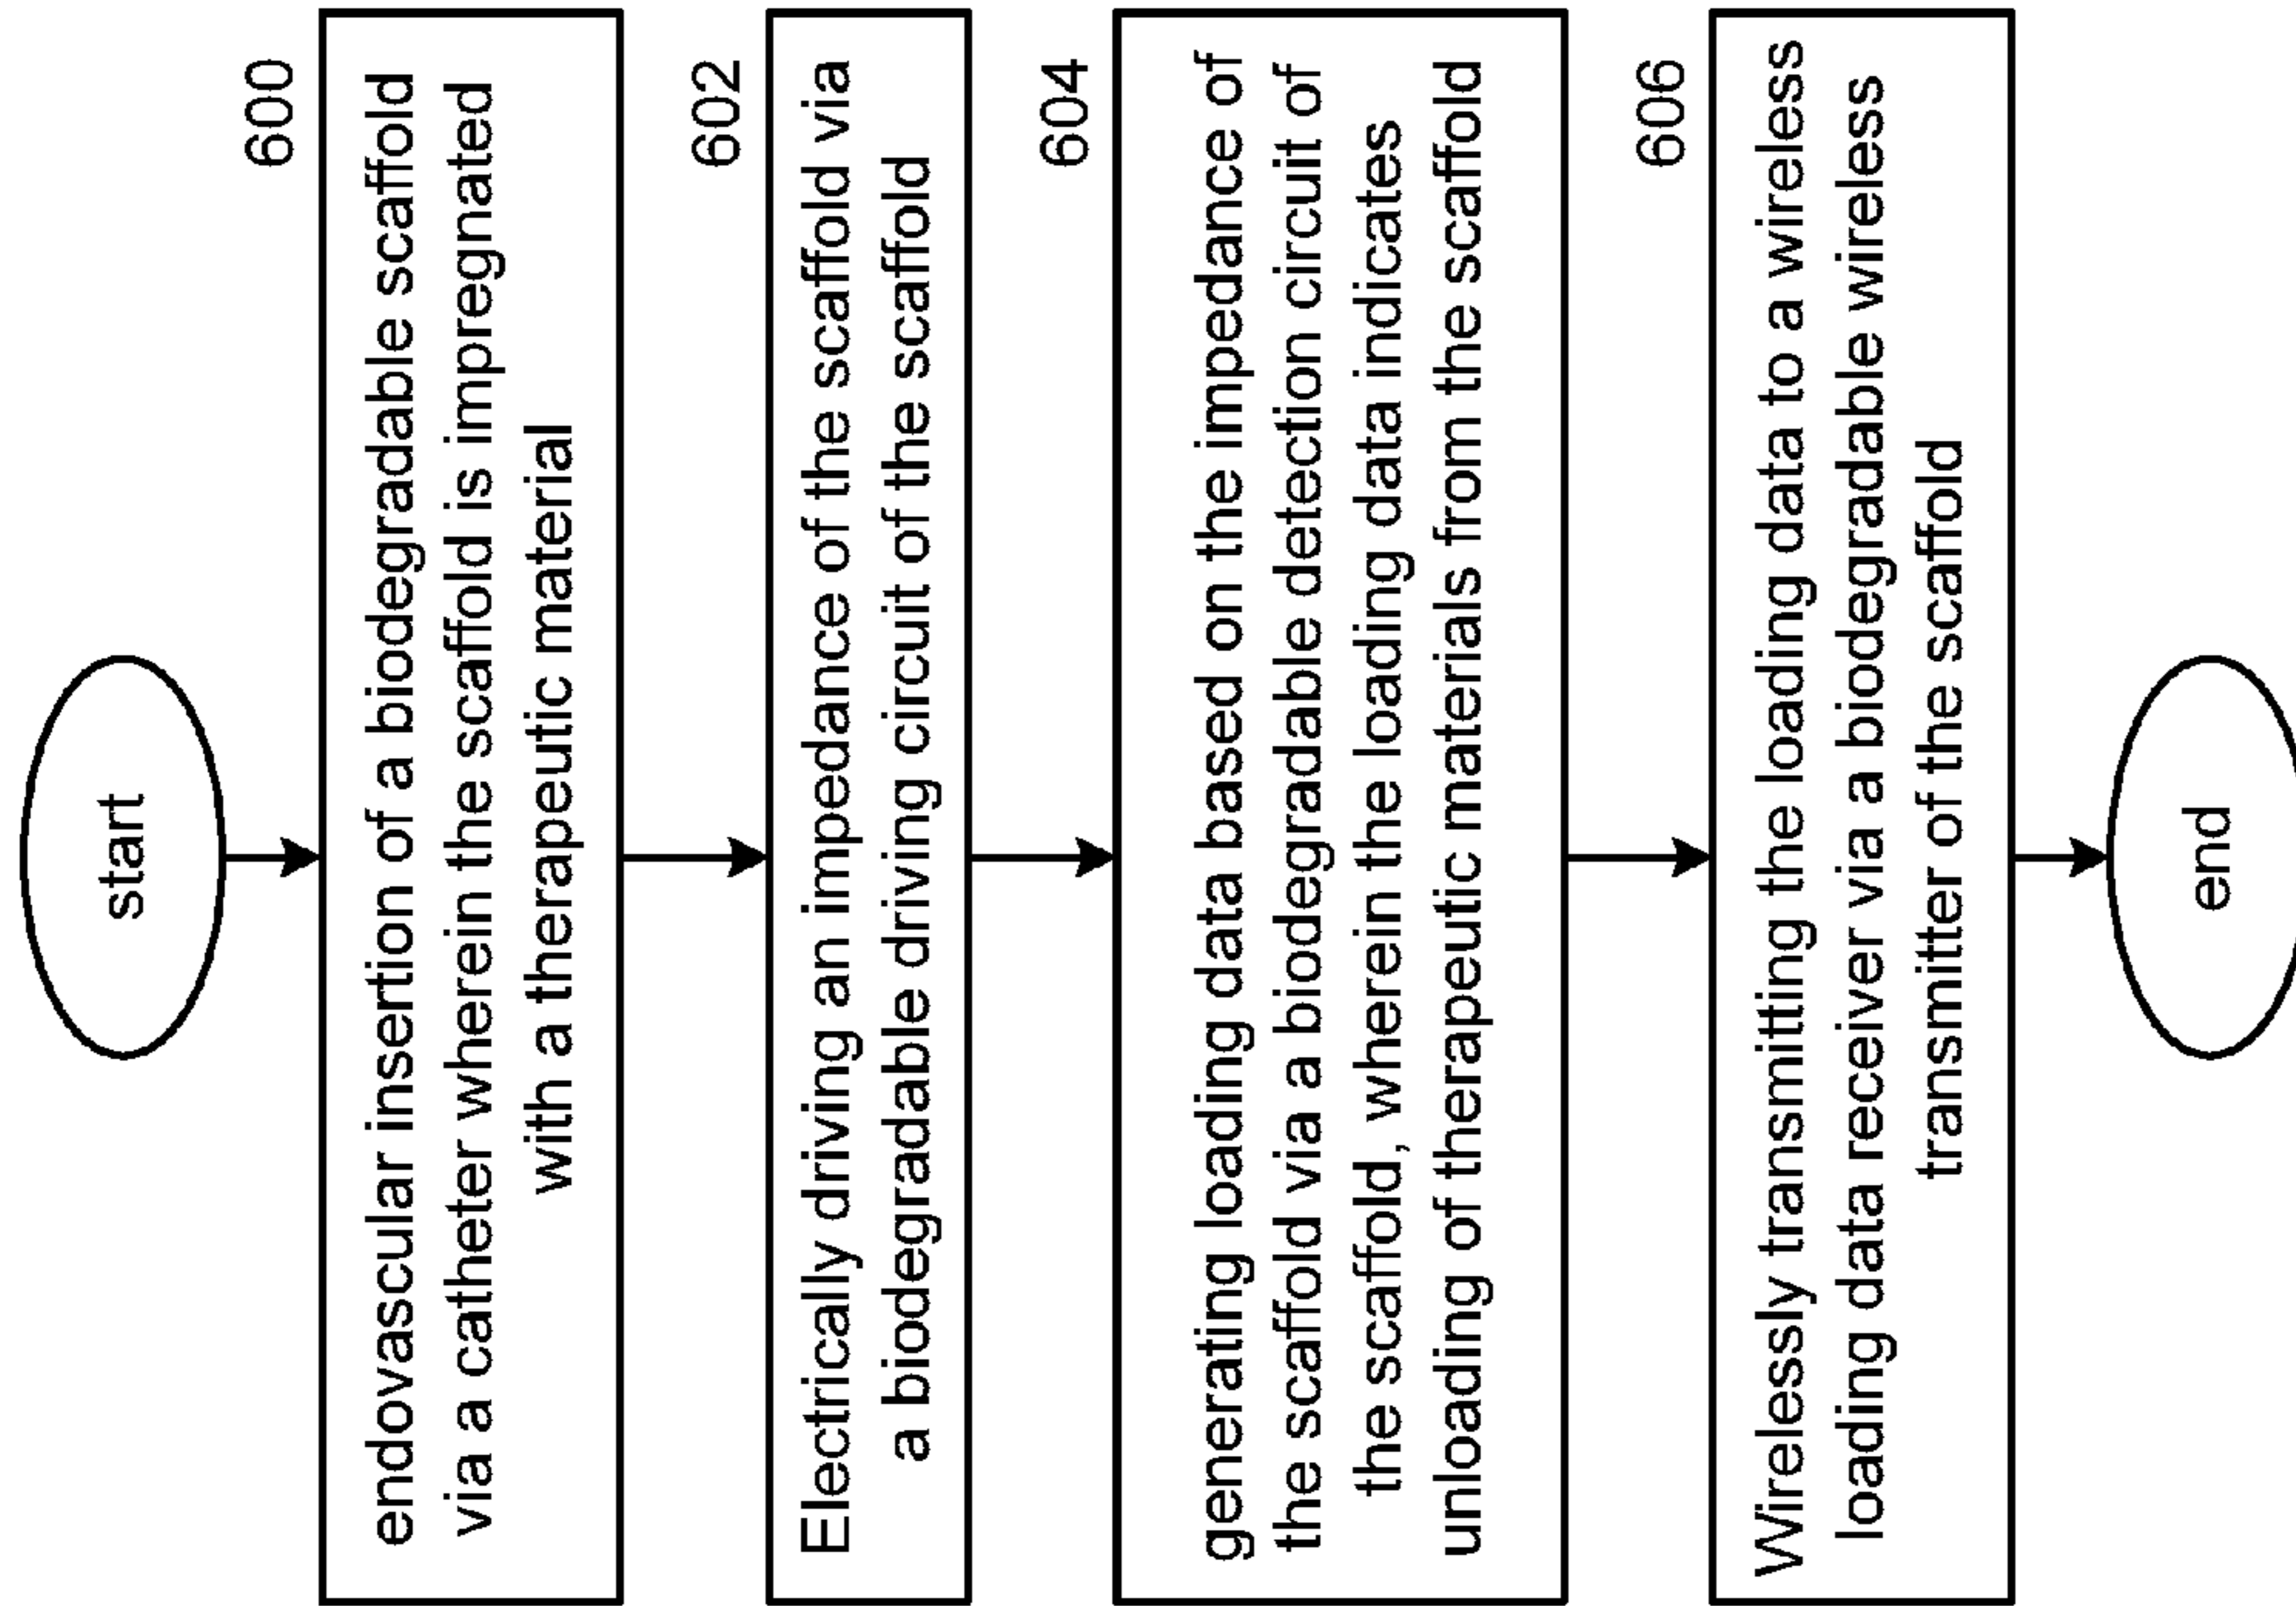 start
600
endovascular insertion of a biodegradable scaffold
via a catheter wherein the scaffold is impregnated
with a therapeutic material
602
Electrically driving an impedance of the scaffold via
a biodegradable driving circuit of the scaffold
604
generating loading data based on the impedance of
the scaffold via a biodegradable detection circuit of
the scaffold, wherein the loading data indicates
unloading of therapeutic materials from the scaffold
606
Wirelessly transmitting the loading data to a wireless
loading data receiver via a biodegradable wireless
transmitter of the scaffold
end